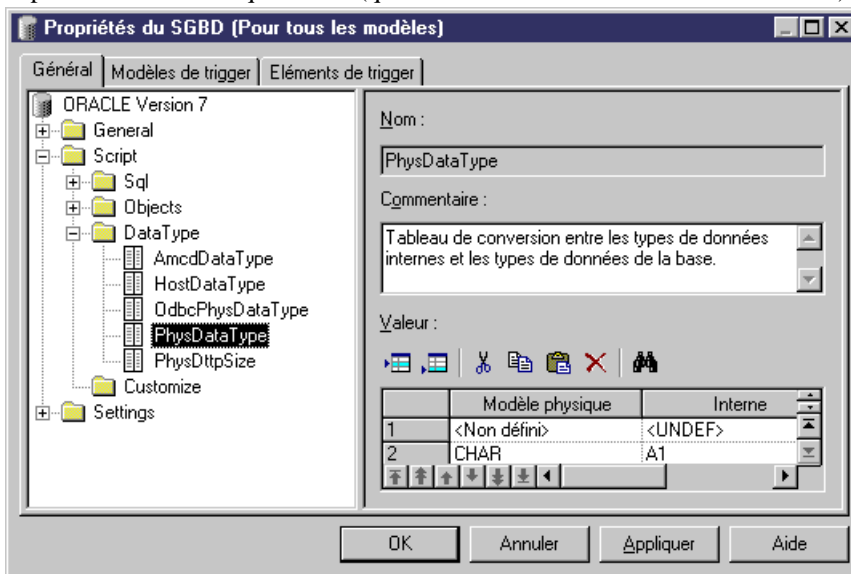 Propriétés du SGBD (Pour tous les modèles)
Général Modèles de trigger Eléments de trigger
ORACLE Version 7
General
Script
Sql
Objects
DataType
AmcdDataType
HostDataType
OdbcPhysDataType
PhysDataType
PhysDttpSize
Customize
Settings
Nom :
PhysDataType
Commentaire :
Tableau de conversion entre les types de données
internes et les types de données de la base.
Valeur :
Modèle physique Interne
1 <Non défini> <UNDEF>
2 CHAR A1
OK Annuler Appliquer Aide